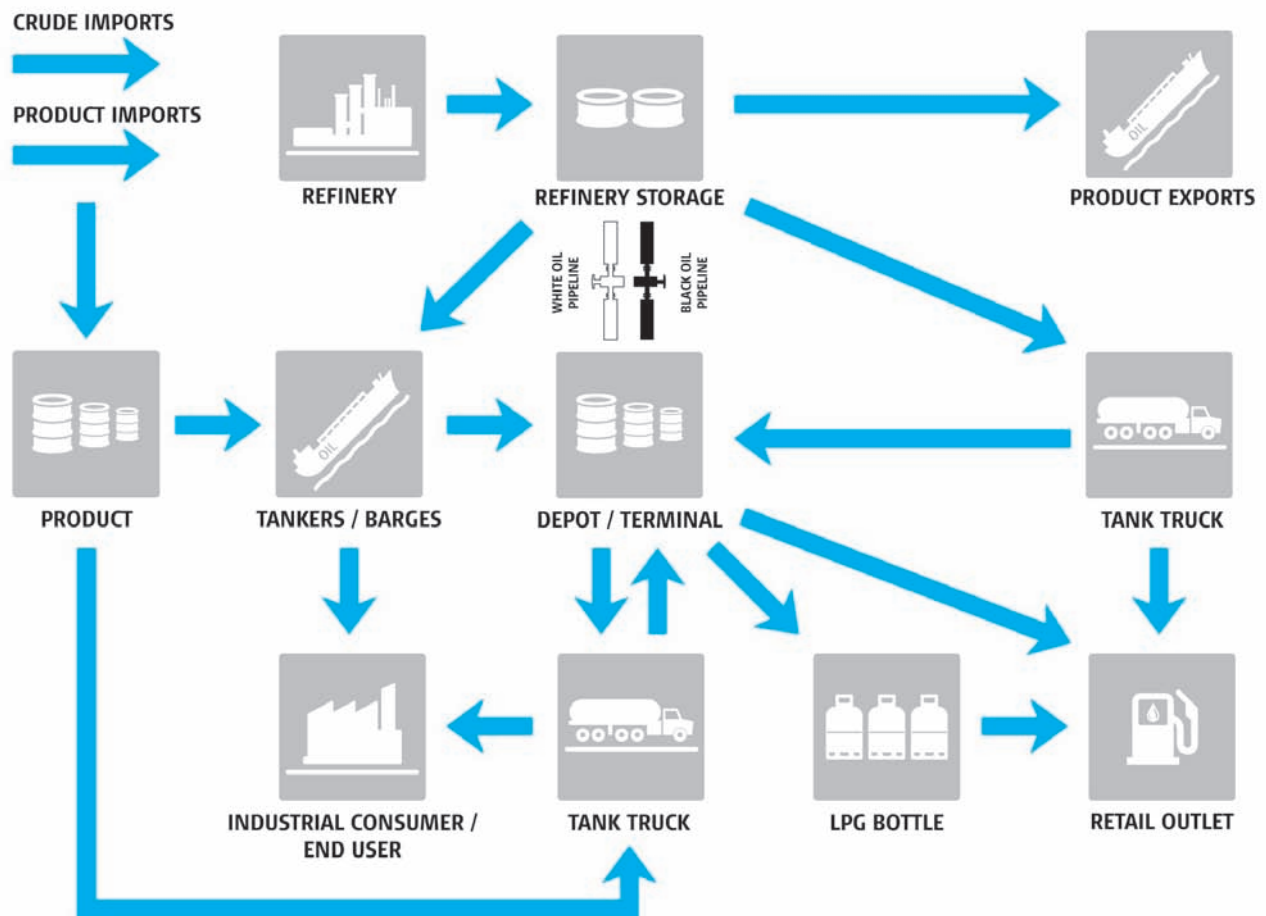 CRUDE IMPORTS
PRODUCT IMPORTS
REFINERY
REFINERY STORAGE
OIL
PRODUCT EXPORTS
WHITE OIL
PIPELINE
BLACK OIL
PIPELINE
PRODUCT
OIL
TANKERS / BARGES
DEPOT / TERMINAL
TANK TRUCK
INDUSTRIAL CONSUMER /
END USER
TANK TRUCK
LPG BOTTLE
RETAIL OUTLET